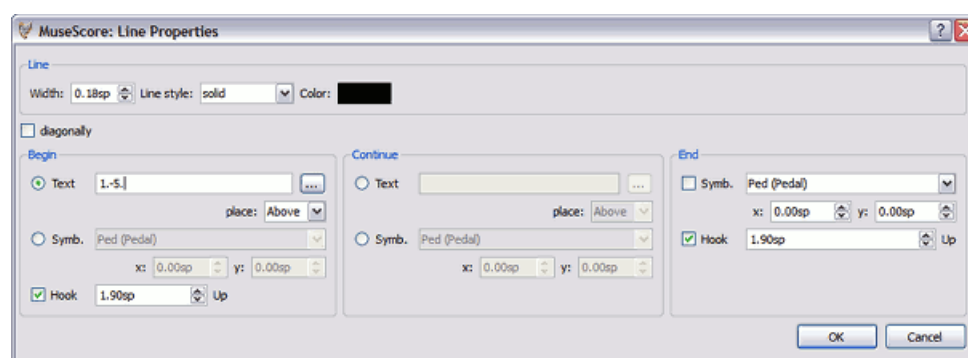 MuseScore: Line Properties
Line
Width: 0.18sp Line style: solid Color:
diagonally
Begin
Text 1.-5. ...
place: Above
Symb. Ped (Pedal)
x: 0.00sp y: 0.00sp
Hook 1.90sp Up
Continue
Text ...
place: Above
Symb. Ped (Pedal)
x: 0.00sp y: 0.00sp
End
Symb. Ped (Pedal)
x: 0.00sp y: 0.00sp
Hook 1.90sp Up
OK Cancel